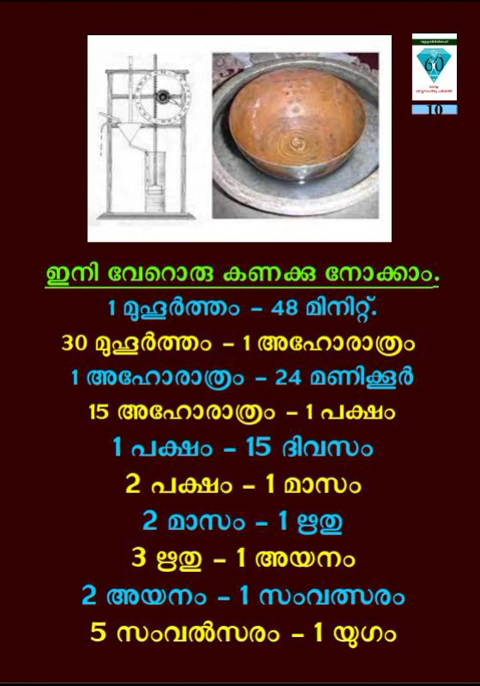 60
10
ഇനി വേറൊരു കണക്കു നോക്കാം.
1 മുഹൂർത്തം - 48 മിനിറ്റ്.
30 മുഹൂർത്തം - 1 അഹോരാത്രം
1 അഹോരാത്രം - 24 മണിക്കൂർ
15 അഹോരാത്രം - 1 പക്ഷം
1 പക്ഷം - 15 ദിവസം
2 പക്ഷം - 1 മാസം
2 മാസം - 1 ഋതു
3 ഋതു - 1 അയനം
2 അയനം - 1 സംവത്സരം
5 സംവൽസരം - 1 യുഗം